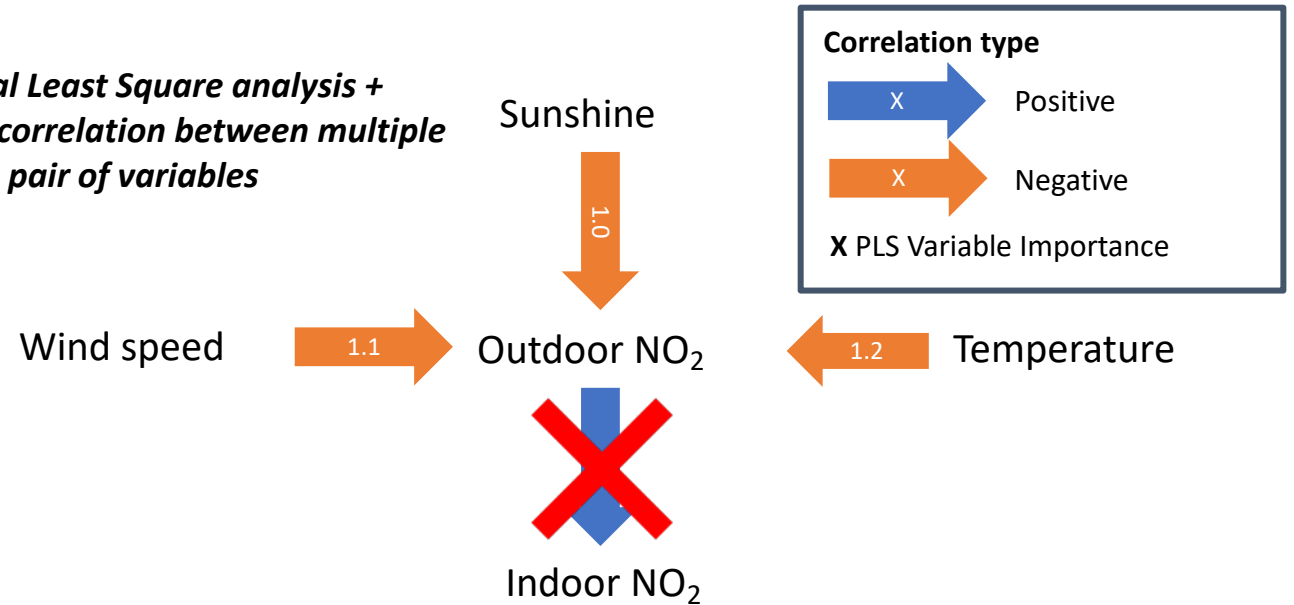 al Least Square analysis +
correlation between multiple
pair of variables
Sunshine
Correlation type
X Positive
X Negative
X PLS Variable Importance
1.0
Wind speed 1.1 Outdoor NO₂ 1.2 Temperature
Indoor NO₂